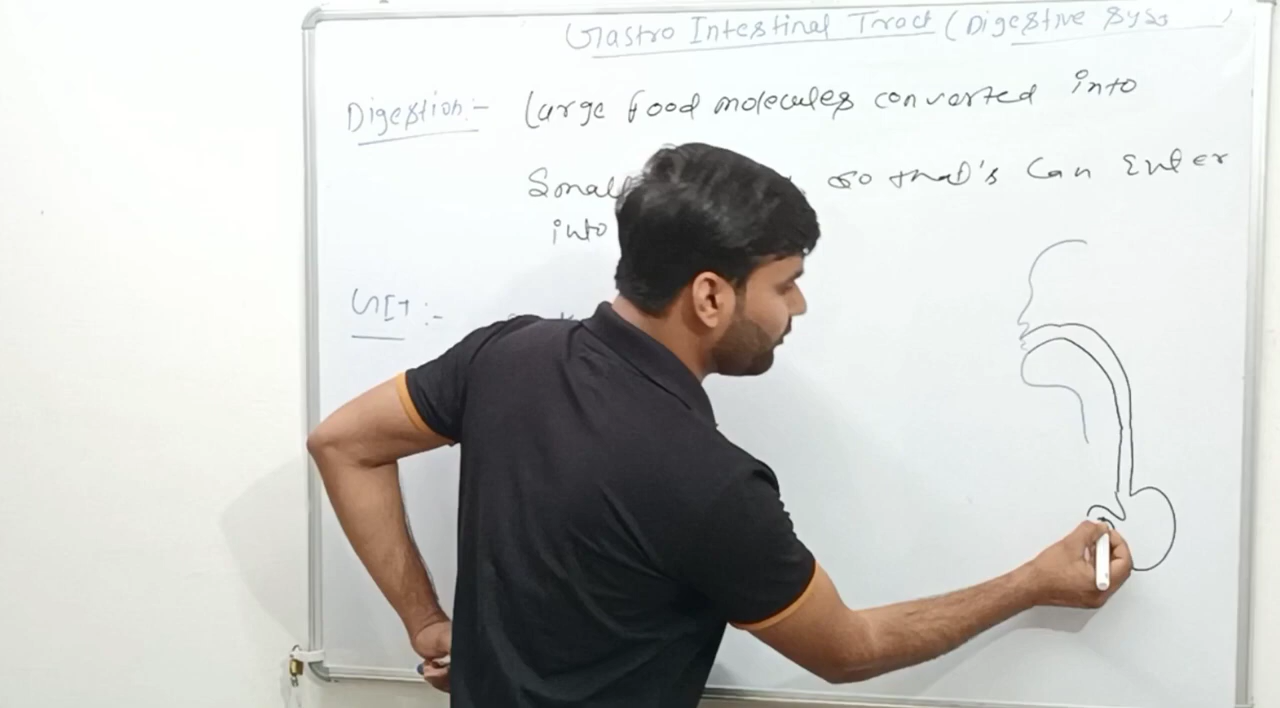 Gastro Intestinal Tract (Digestive Sys
Digestion:- Large food molecules converted into
Small so that's can Enter
into
GIT:-